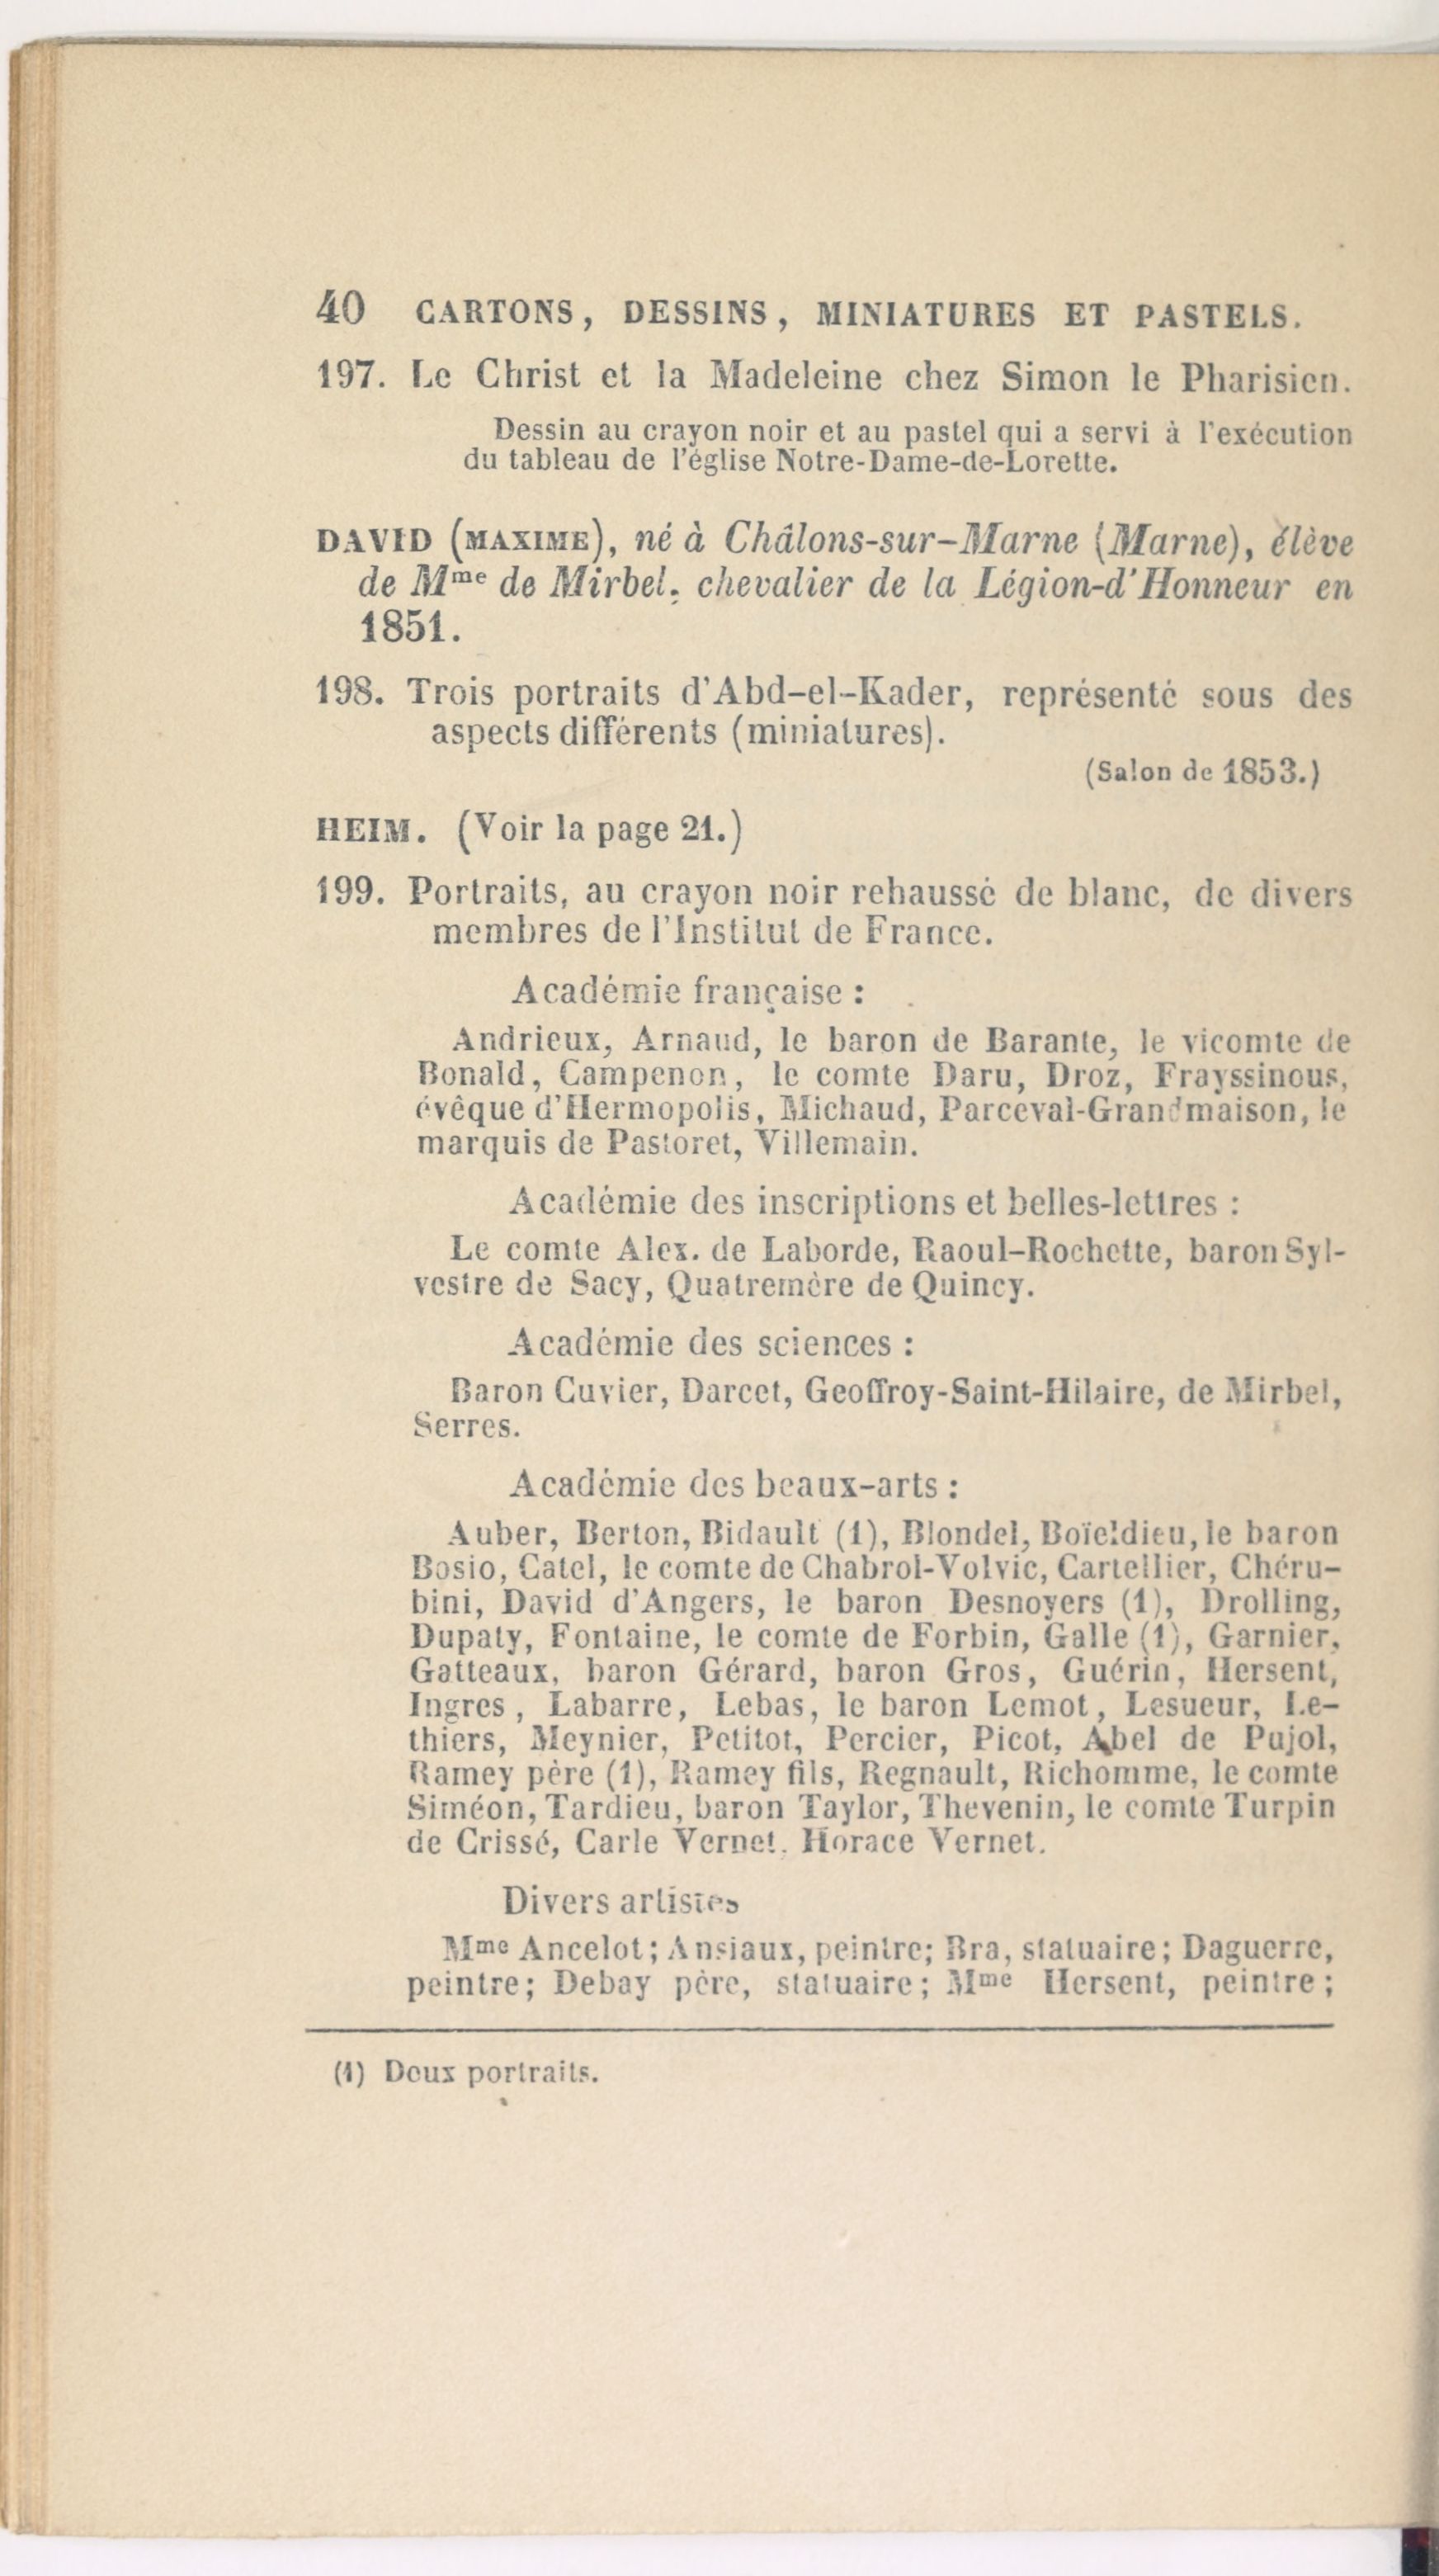 40 CARTONS, DESSINS, MINIATURES ET PASTELS.
197. Le Christ et la Madeleine chez Simon le Pharisien.
Dessin au crayon noir et au pastel qui a servi à l'exécution
du tableau de l'église Notre-Dame-de-Lorette.
DAVID (MAXIME), né à Châlons-sur-Marne (Marne), élève
de Mme de Mirbel, chevalier de la Légion-d'Honneur en
1851.
198. Trois portraits d'Abd-el-Kader, représenté sous des
aspects différents (miniatures).
(Salon de 1853.)
HEIM. (Voir la page 21.)
199. Portraits, au crayon noir rehaussé de blanc, de divers
membres de l'Institut de France.
Académie française :
Andrieux, Arnaud, le baron de Barante, le vicomte de
Bonald, Campenon, le comte Daru, Droz, Frayssinous,
évêque d'Hermopolis, Michaud, Parceval-Grandmaison, le
marquis de Pastoret, Villemain.
Académie des inscriptions et belles-lettres :
Le comte Alex. de Laborde, Raoul-Rochette, baron Syl-
vestre de Sacy, Quatremère de Quincy.
Académie des sciences :
Baron Cuvier, Darcet, Geoffroy-Saint-Hilaire, de Mirbel,
Serres.
Académie des beaux-arts :
Auber, Berton, Bidault (1), Blondel, Boïeldieu, le baron
Bosio, Catel, le comte de Chabrol-Volvic, Cartellier, Chéru-
bini, David d'Angers, le baron Desnoyers (1), Drolling,
Dupaty, Fontaine, le comte de Forbin, Galle (1), Garnier,
Gatteaux, baron Gérard, baron Gros, Guérin, Hersent,
Ingres, Labarre, Lebas, le baron Lemot, Lesueur, Le-
thiers, Meynier, Petitot, Percier, Picot, Abel de Pujol,
Ramey père (1), Ramey fils, Regnault, Richomme, le comte
Siméon, Tardieu, baron Taylor, Thevenin, le comte Turpin
de Crissé, Carle Vernet, Horace Vernet.
Divers artistes
Mme Ancelot; Ansiaux, peintre; Bra, statuaire; Daguerre,
peintre; Debay père, statuaire; Mme Hersent, peintre;
(1) Deux portraits.